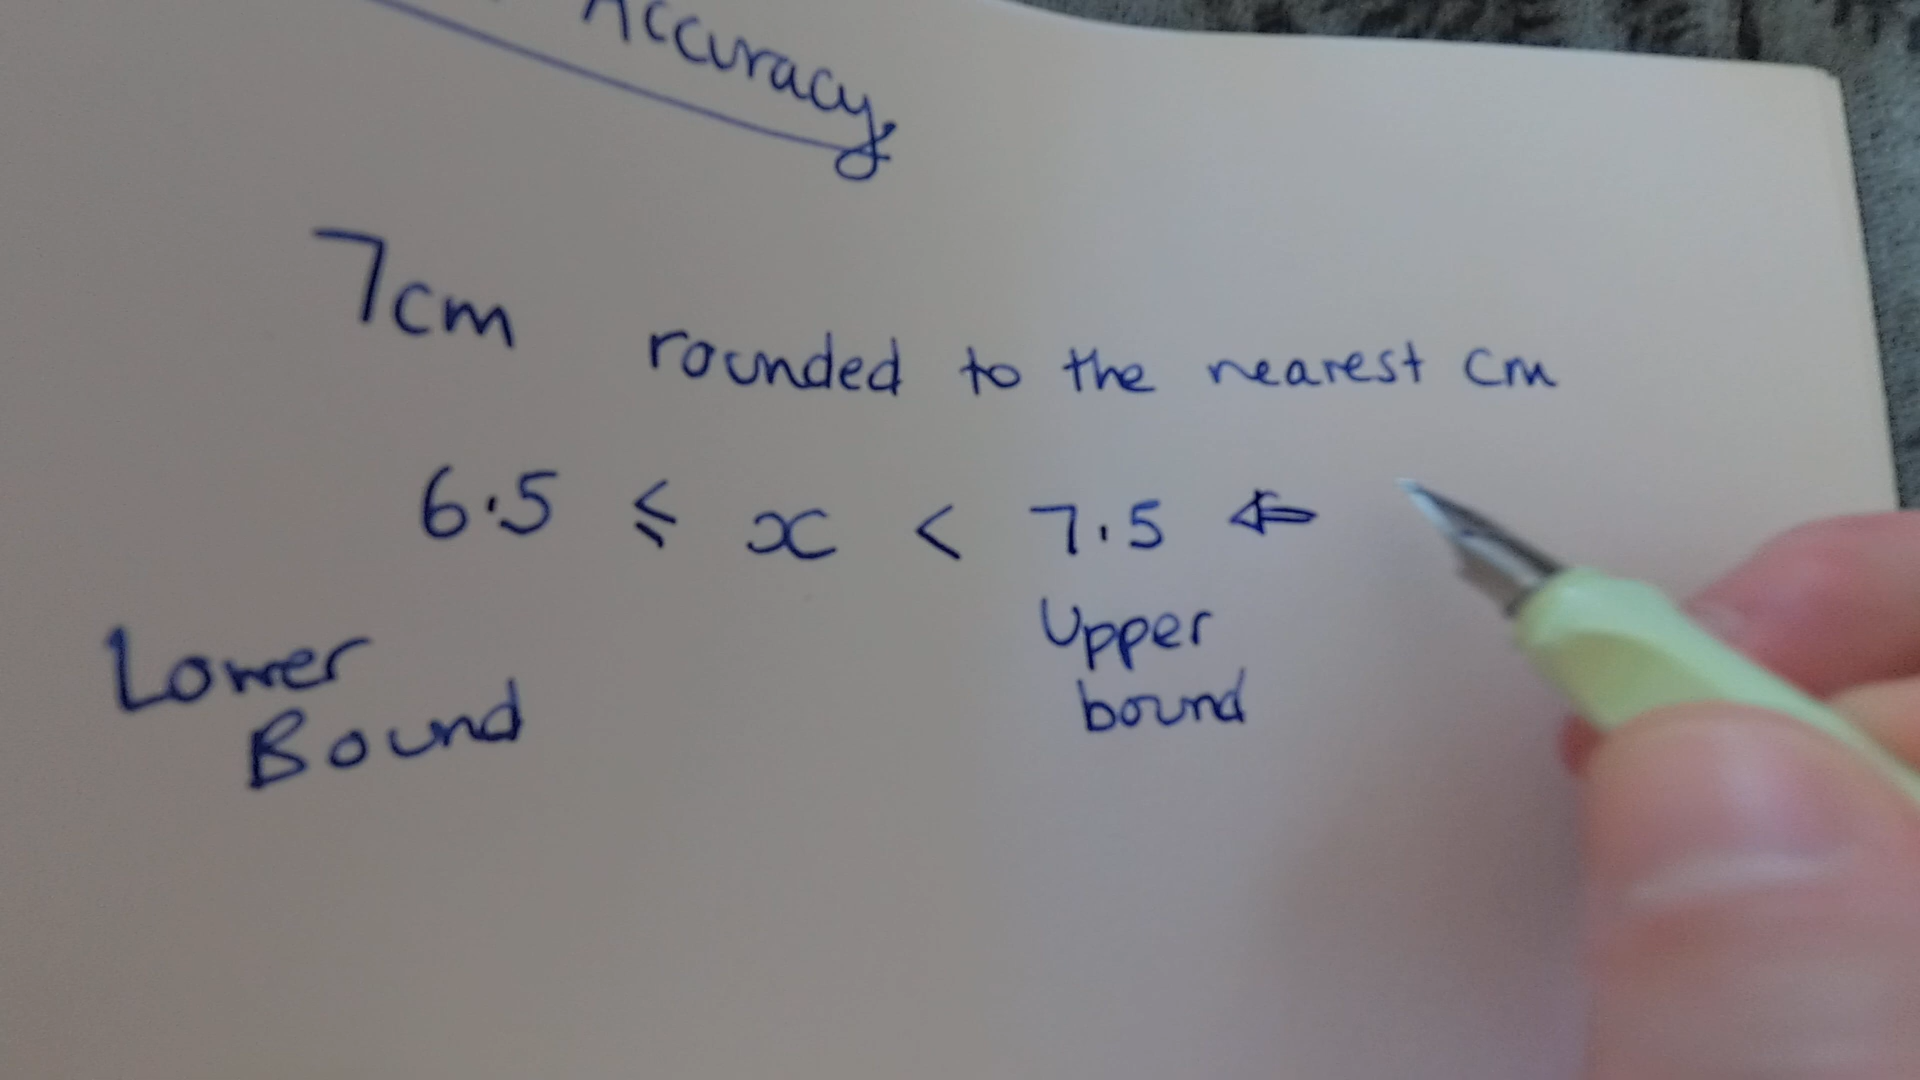 Accuracy
7cm rounded to the nearest cm
6.5 ≤ x < 7.5 ⇐
Lower Bound
Upper bound